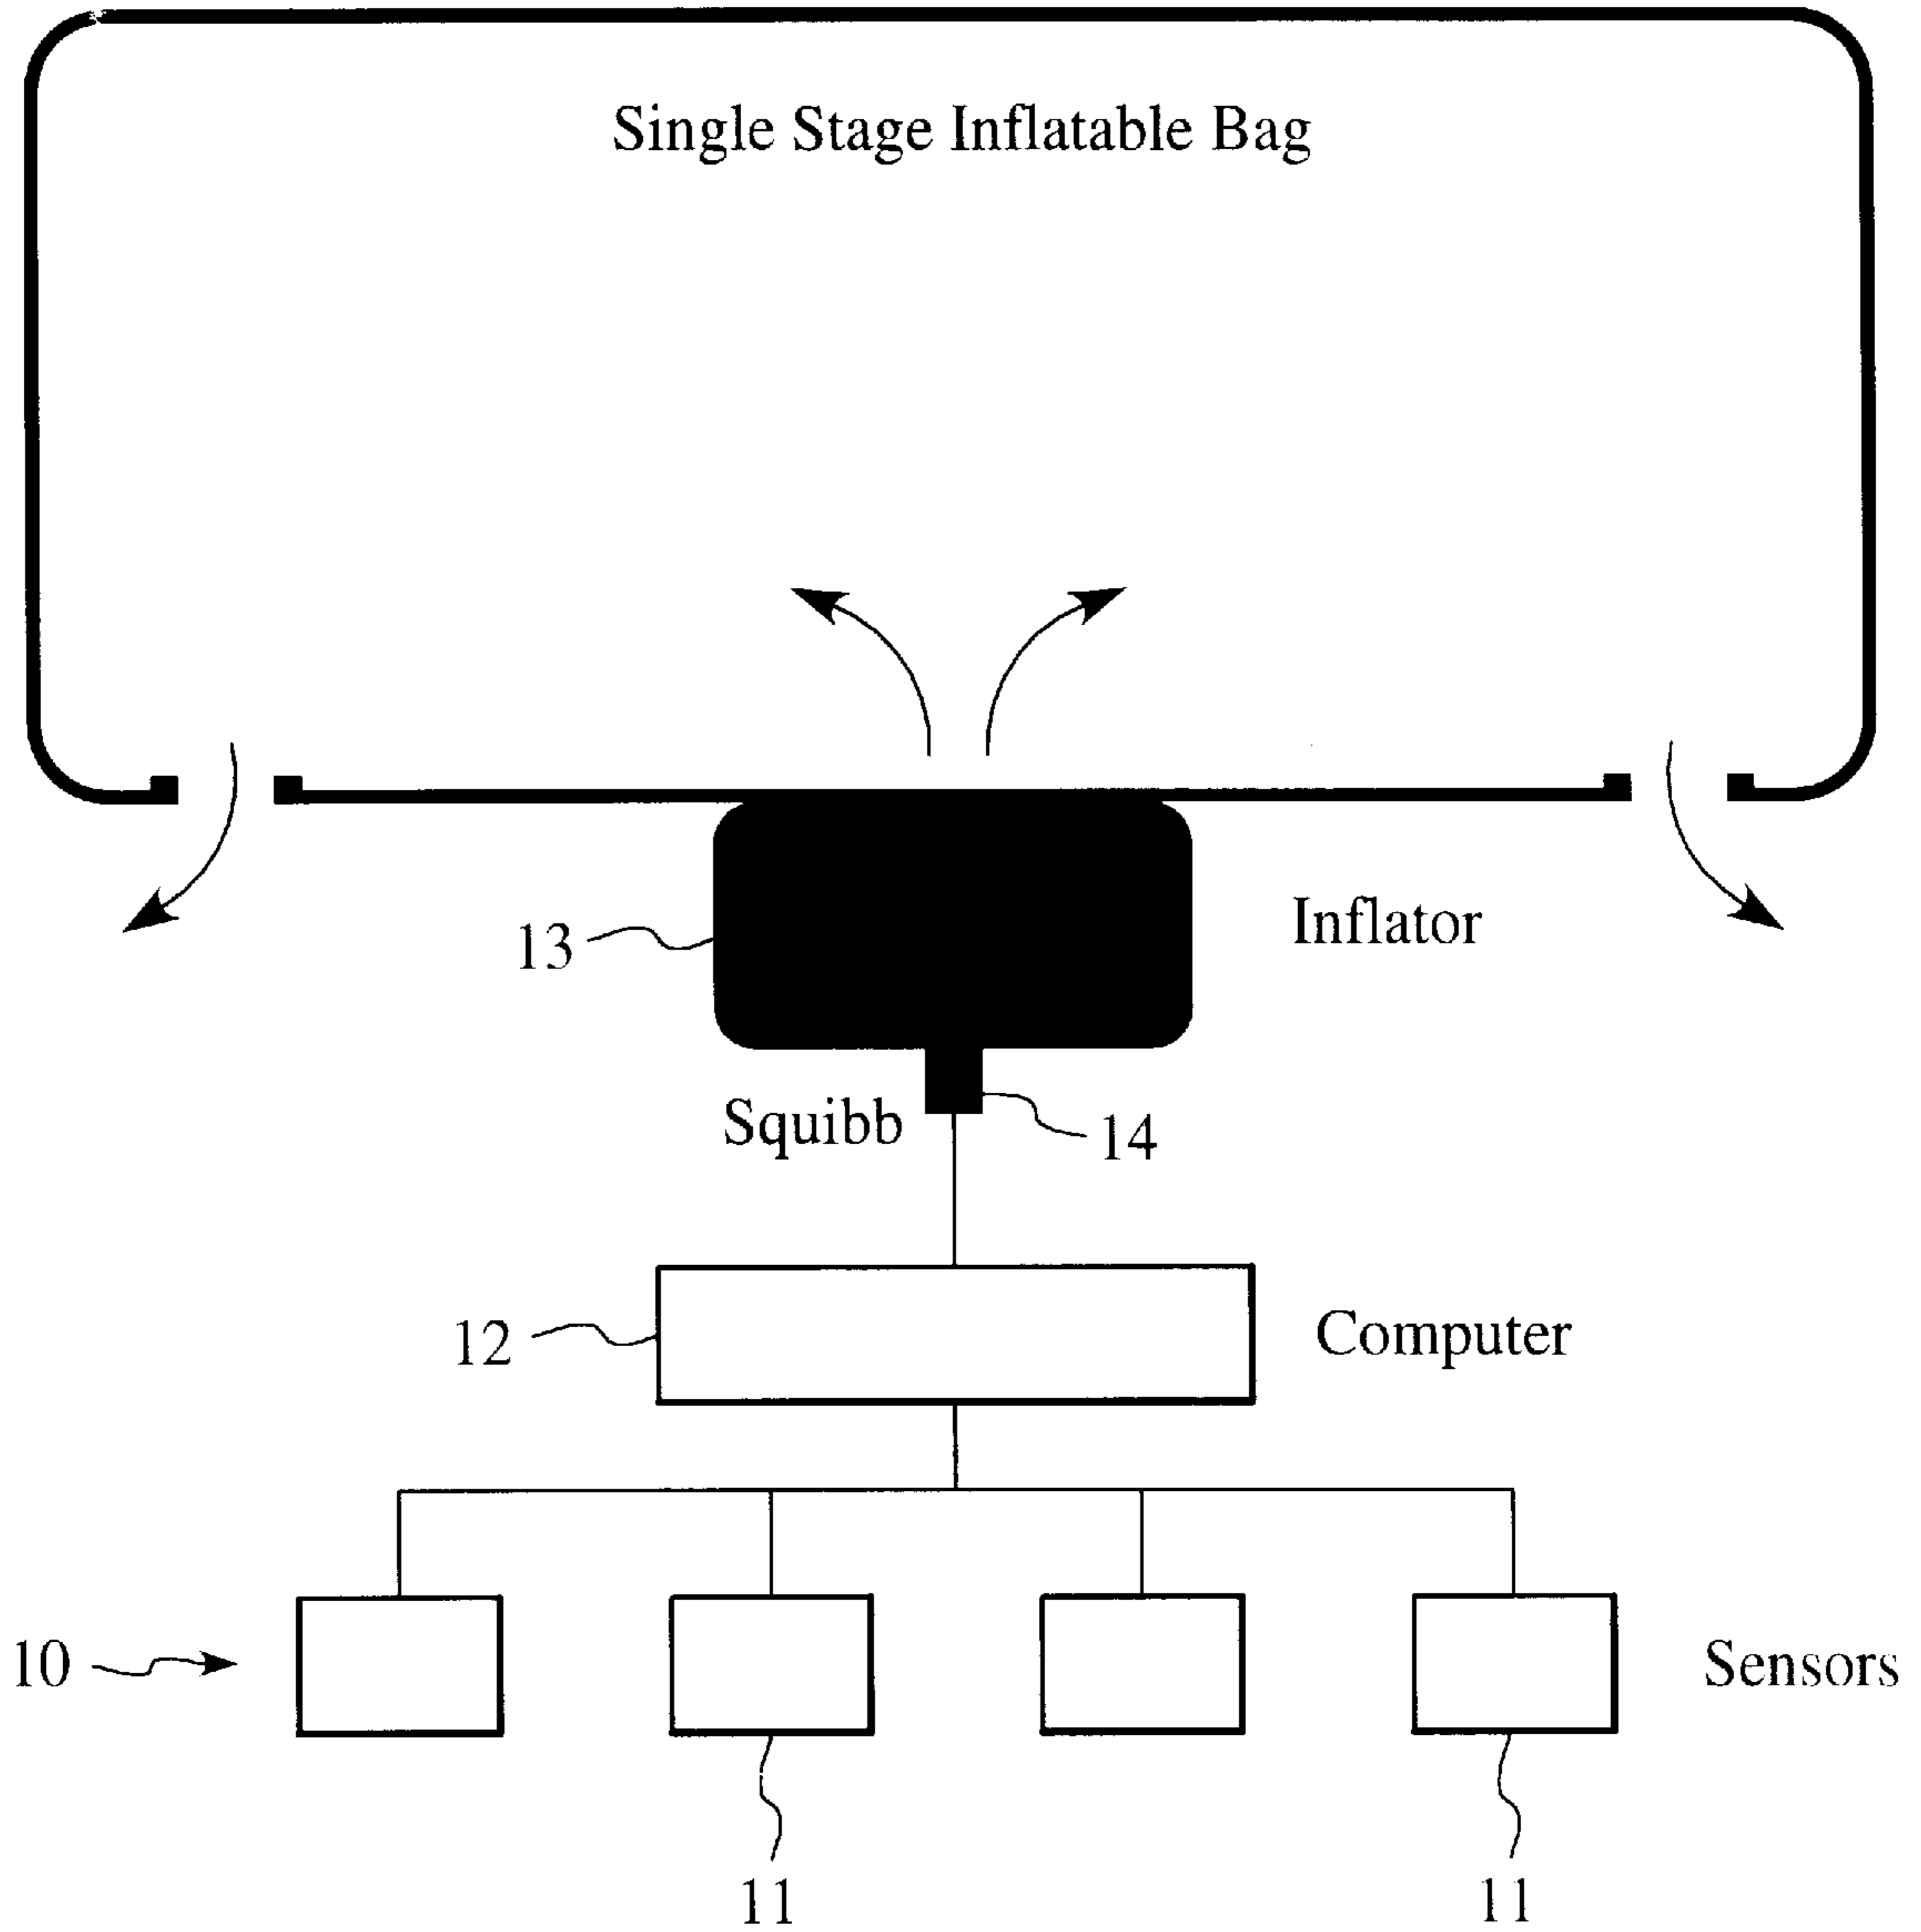 Single Stage Inflatable Bag
Inflator
13
Squibb
14
12
Computer
10
Sensors
11
11